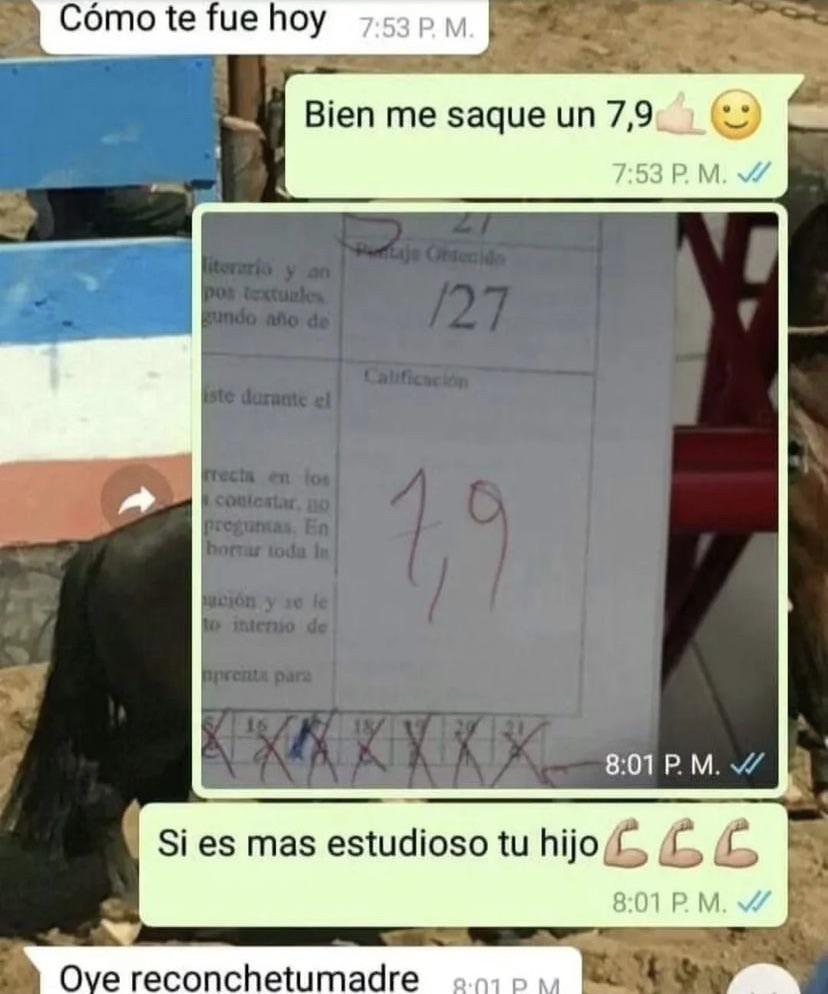 Cómo te fue hoy 7:53 P. M.
Bien me saque un 7,9🤙🏻🙂
7:53 P. M.
21
Puntaje Obtenido
/27
literario y an
pos textuales
gundo año de
Calificación
iste durante el
1,9
rrecta en los
contestar, no
preguntas. En
borrar toda la
ación y se le
to interno de
mprenta para
16 18 19 20 21
8:01 P. M.
Si es mas estudioso tu hijo💪🏻💪🏻💪🏻
8:01 P. M.
Oye reconchetumadre 8:01 P. M.